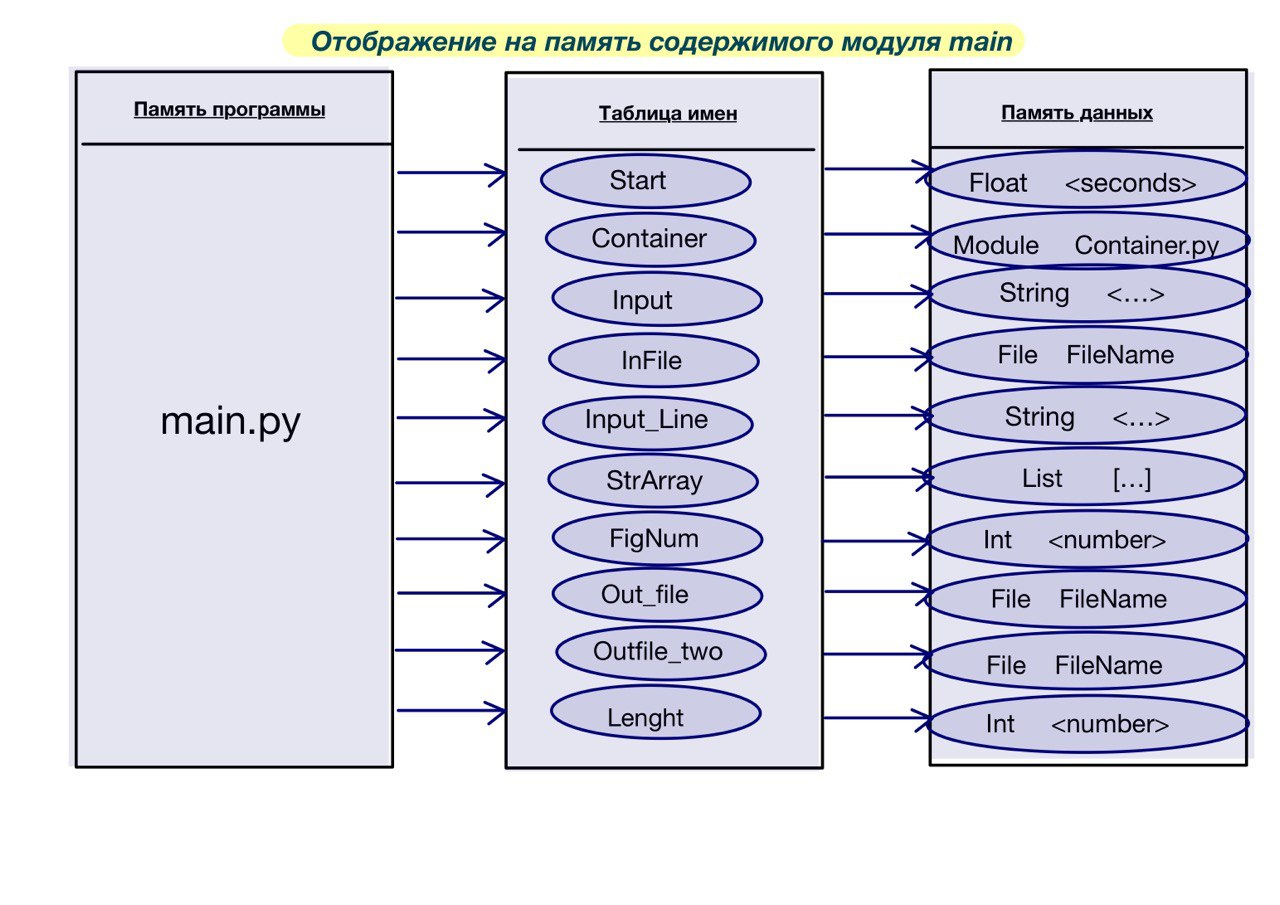 Отображение на память содержимого модуля main
Память программы
main.py
Таблица имен
Start
Container
Input
InFile
Input_Line
StrArray
FigNum
Out_file
Outfile_two
Lenght
Память данных
Float <seconds>
Module Container.py
String <...>
File FileName
String <...>
List [...]
Int <number>
File FileName
File FileName
Int <number>